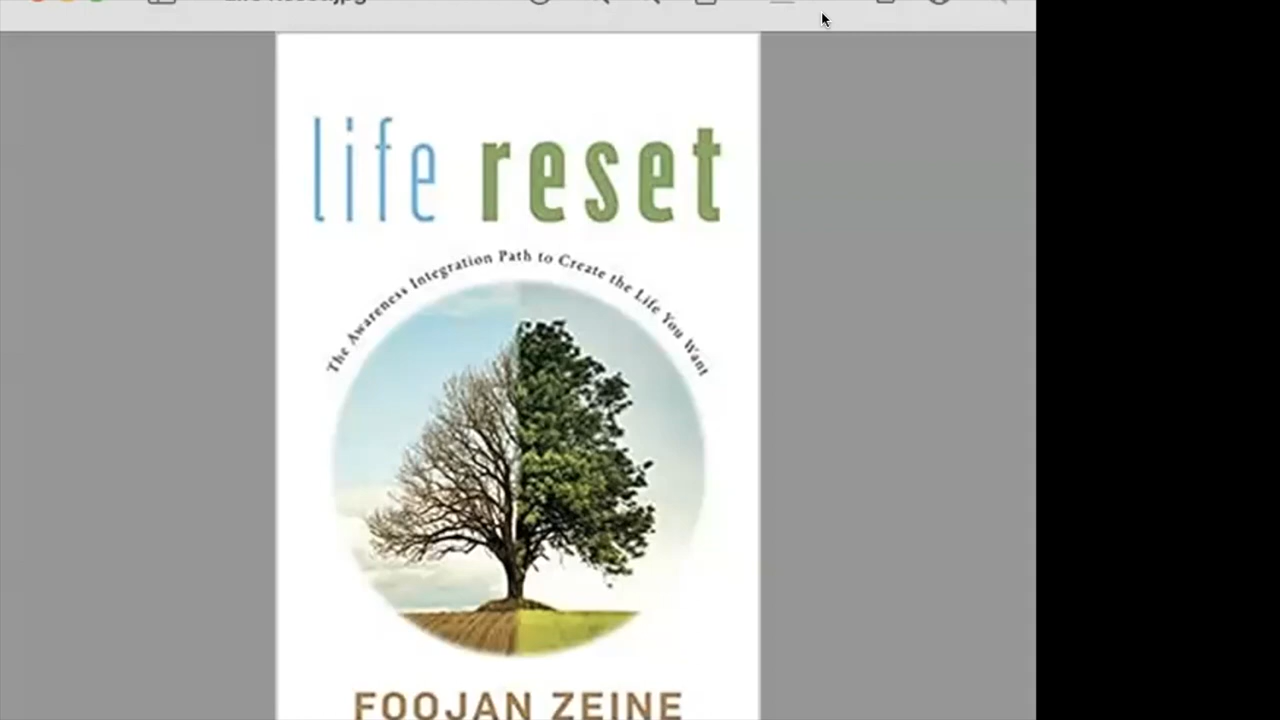 life reset
The Awareness Integration Path to Create the Life You Want
FOOJAN ZEINE